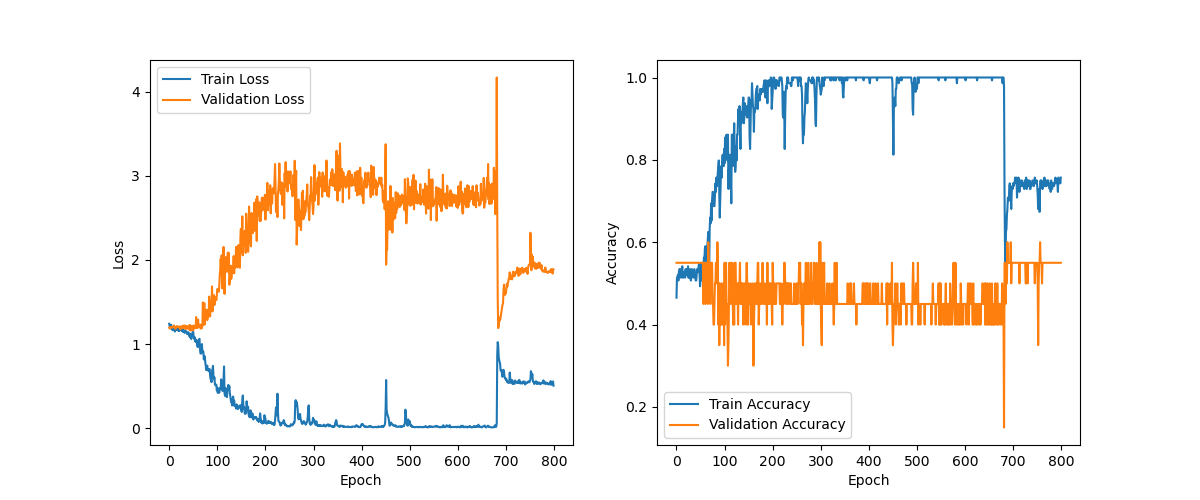 Train Loss
Validation Loss
4
3
2
1
0
Loss
0 100 200 300 400 500 600 700 800
Epoch
1.0
0.8
0.6
0.4
0.2
Accuracy
Train Accuracy
Validation Accuracy
0 100 200 300 400 500 600 700 800
Epoch